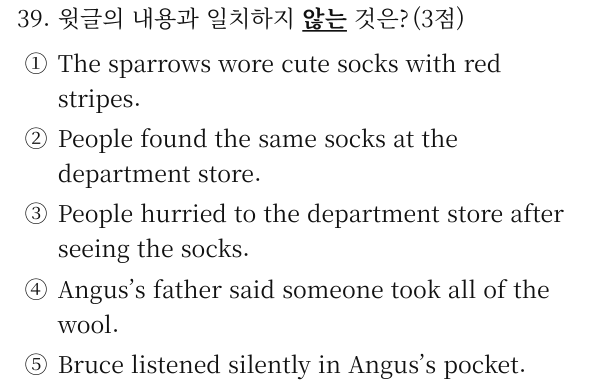 39. 윗글의 내용과 일치하지 않는 것은?(3점)
① The sparrows wore cute socks with red
stripes.
② People found the same socks at the
department store.
③ People hurried to the department store after
seeing the socks.
④ Angus’s father said someone took all of the
wool.
⑤ Bruce listened silently in Angus’s pocket.